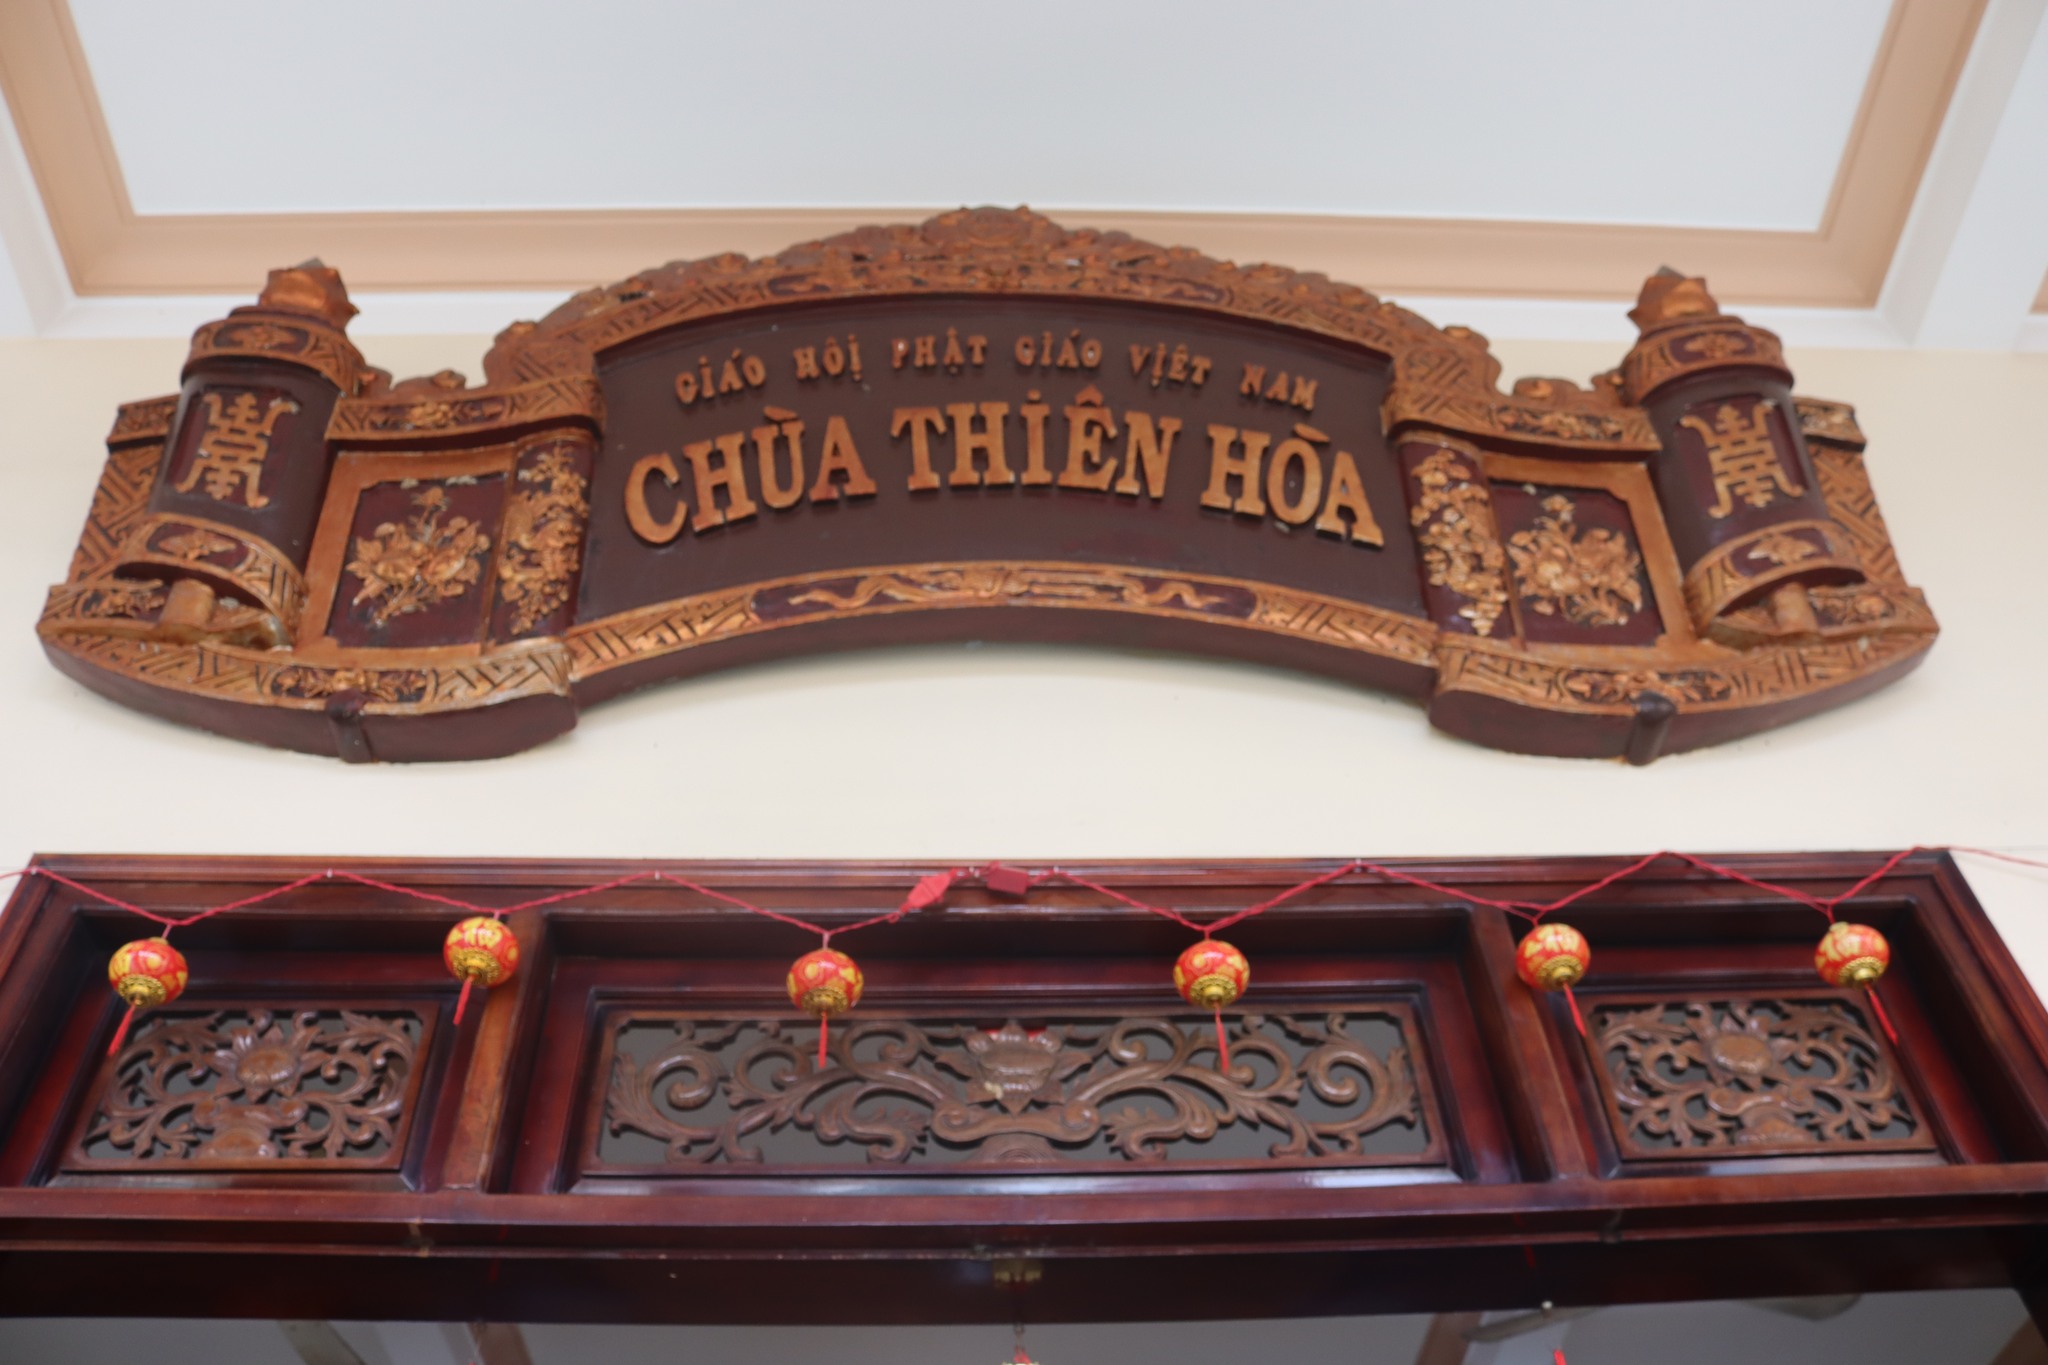 GIÁO HỘI PHẬT GIÁO VIỆT NAM
CHÙA THIÊN HÒA